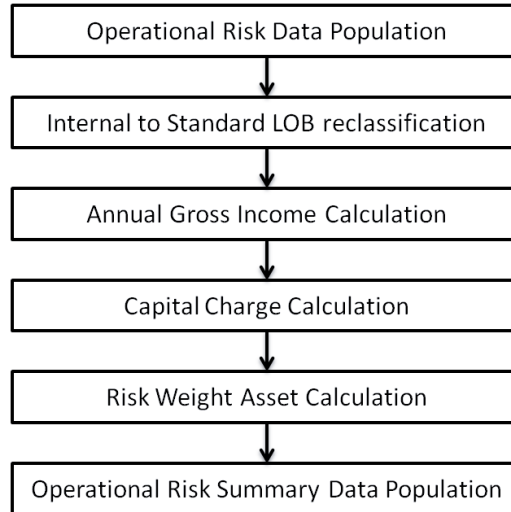 Operational Risk Data Population
Internal to Standard LOB reclassification
Annual Gross Income Calculation
Capital Charge Calculation
Risk Weight Asset Calculation
Operational Risk Summary Data Population